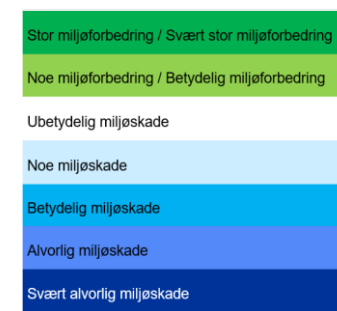 Stor miljøforbedring / Svært stor miljøforbedring
Noe miljøforbedring / Betydelig miljøforbedring
Ubetydelig miljøskade
Noe miljøskade
Betydelig miljøskade
Alvorlig miljøskade
Svært alvorlig miljøskade